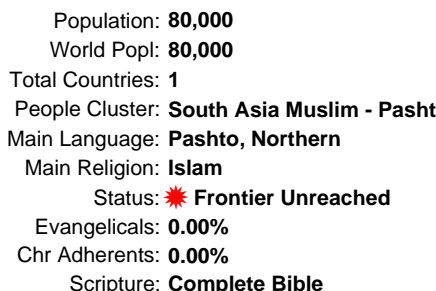 Population: 80,000
World Popl: 80,000
Total Countries: 1
People Cluster: South Asia Muslim - Pasht
Main Language: Pashto, Northern
Main Religion: Islam
Status: Frontier Unreached
Evangelicals: 0.00%
Chr Adherents: 0.00%
Scripture: Complete Bible